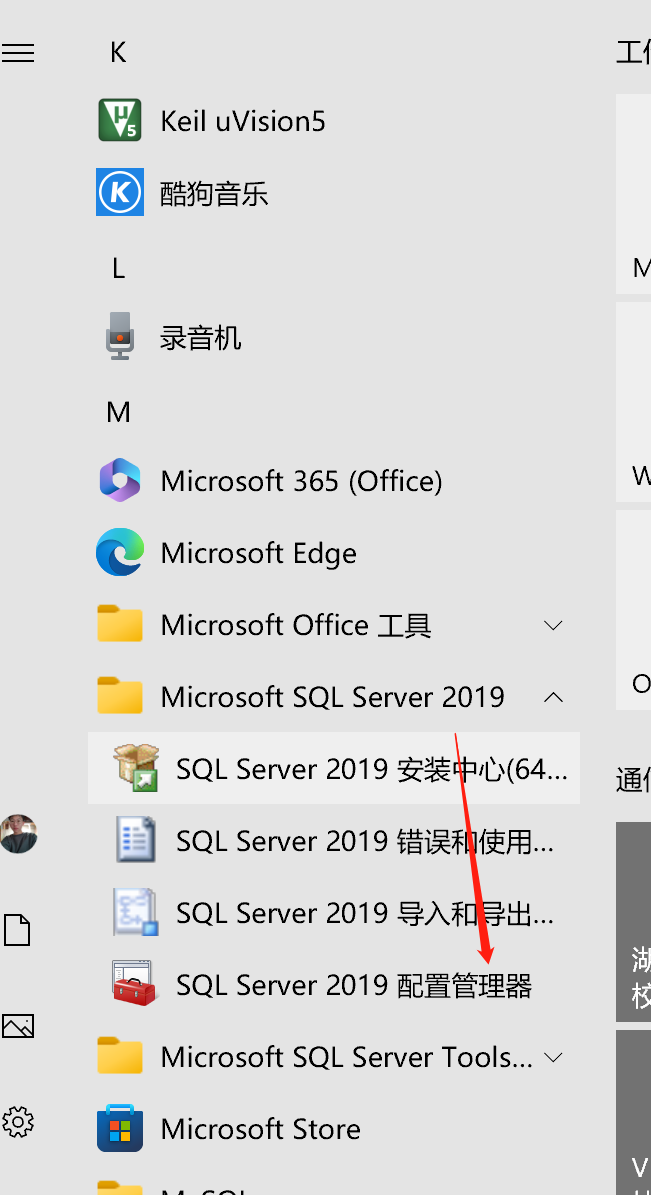 K
工作
Keil uVision5
酷狗音乐
L
录音机
M
Microsoft 365 (Office)
Microsoft Edge
Microsoft Office 工具
Microsoft SQL Server 2019
SQL Server 2019 安装中心(64...
通信
SQL Server 2019 错误和使用...
SQL Server 2019 导入和导出...
湖
校
SQL Server 2019 配置管理器
Microsoft SQL Server Tools...
Microsoft Store
V
MySQL